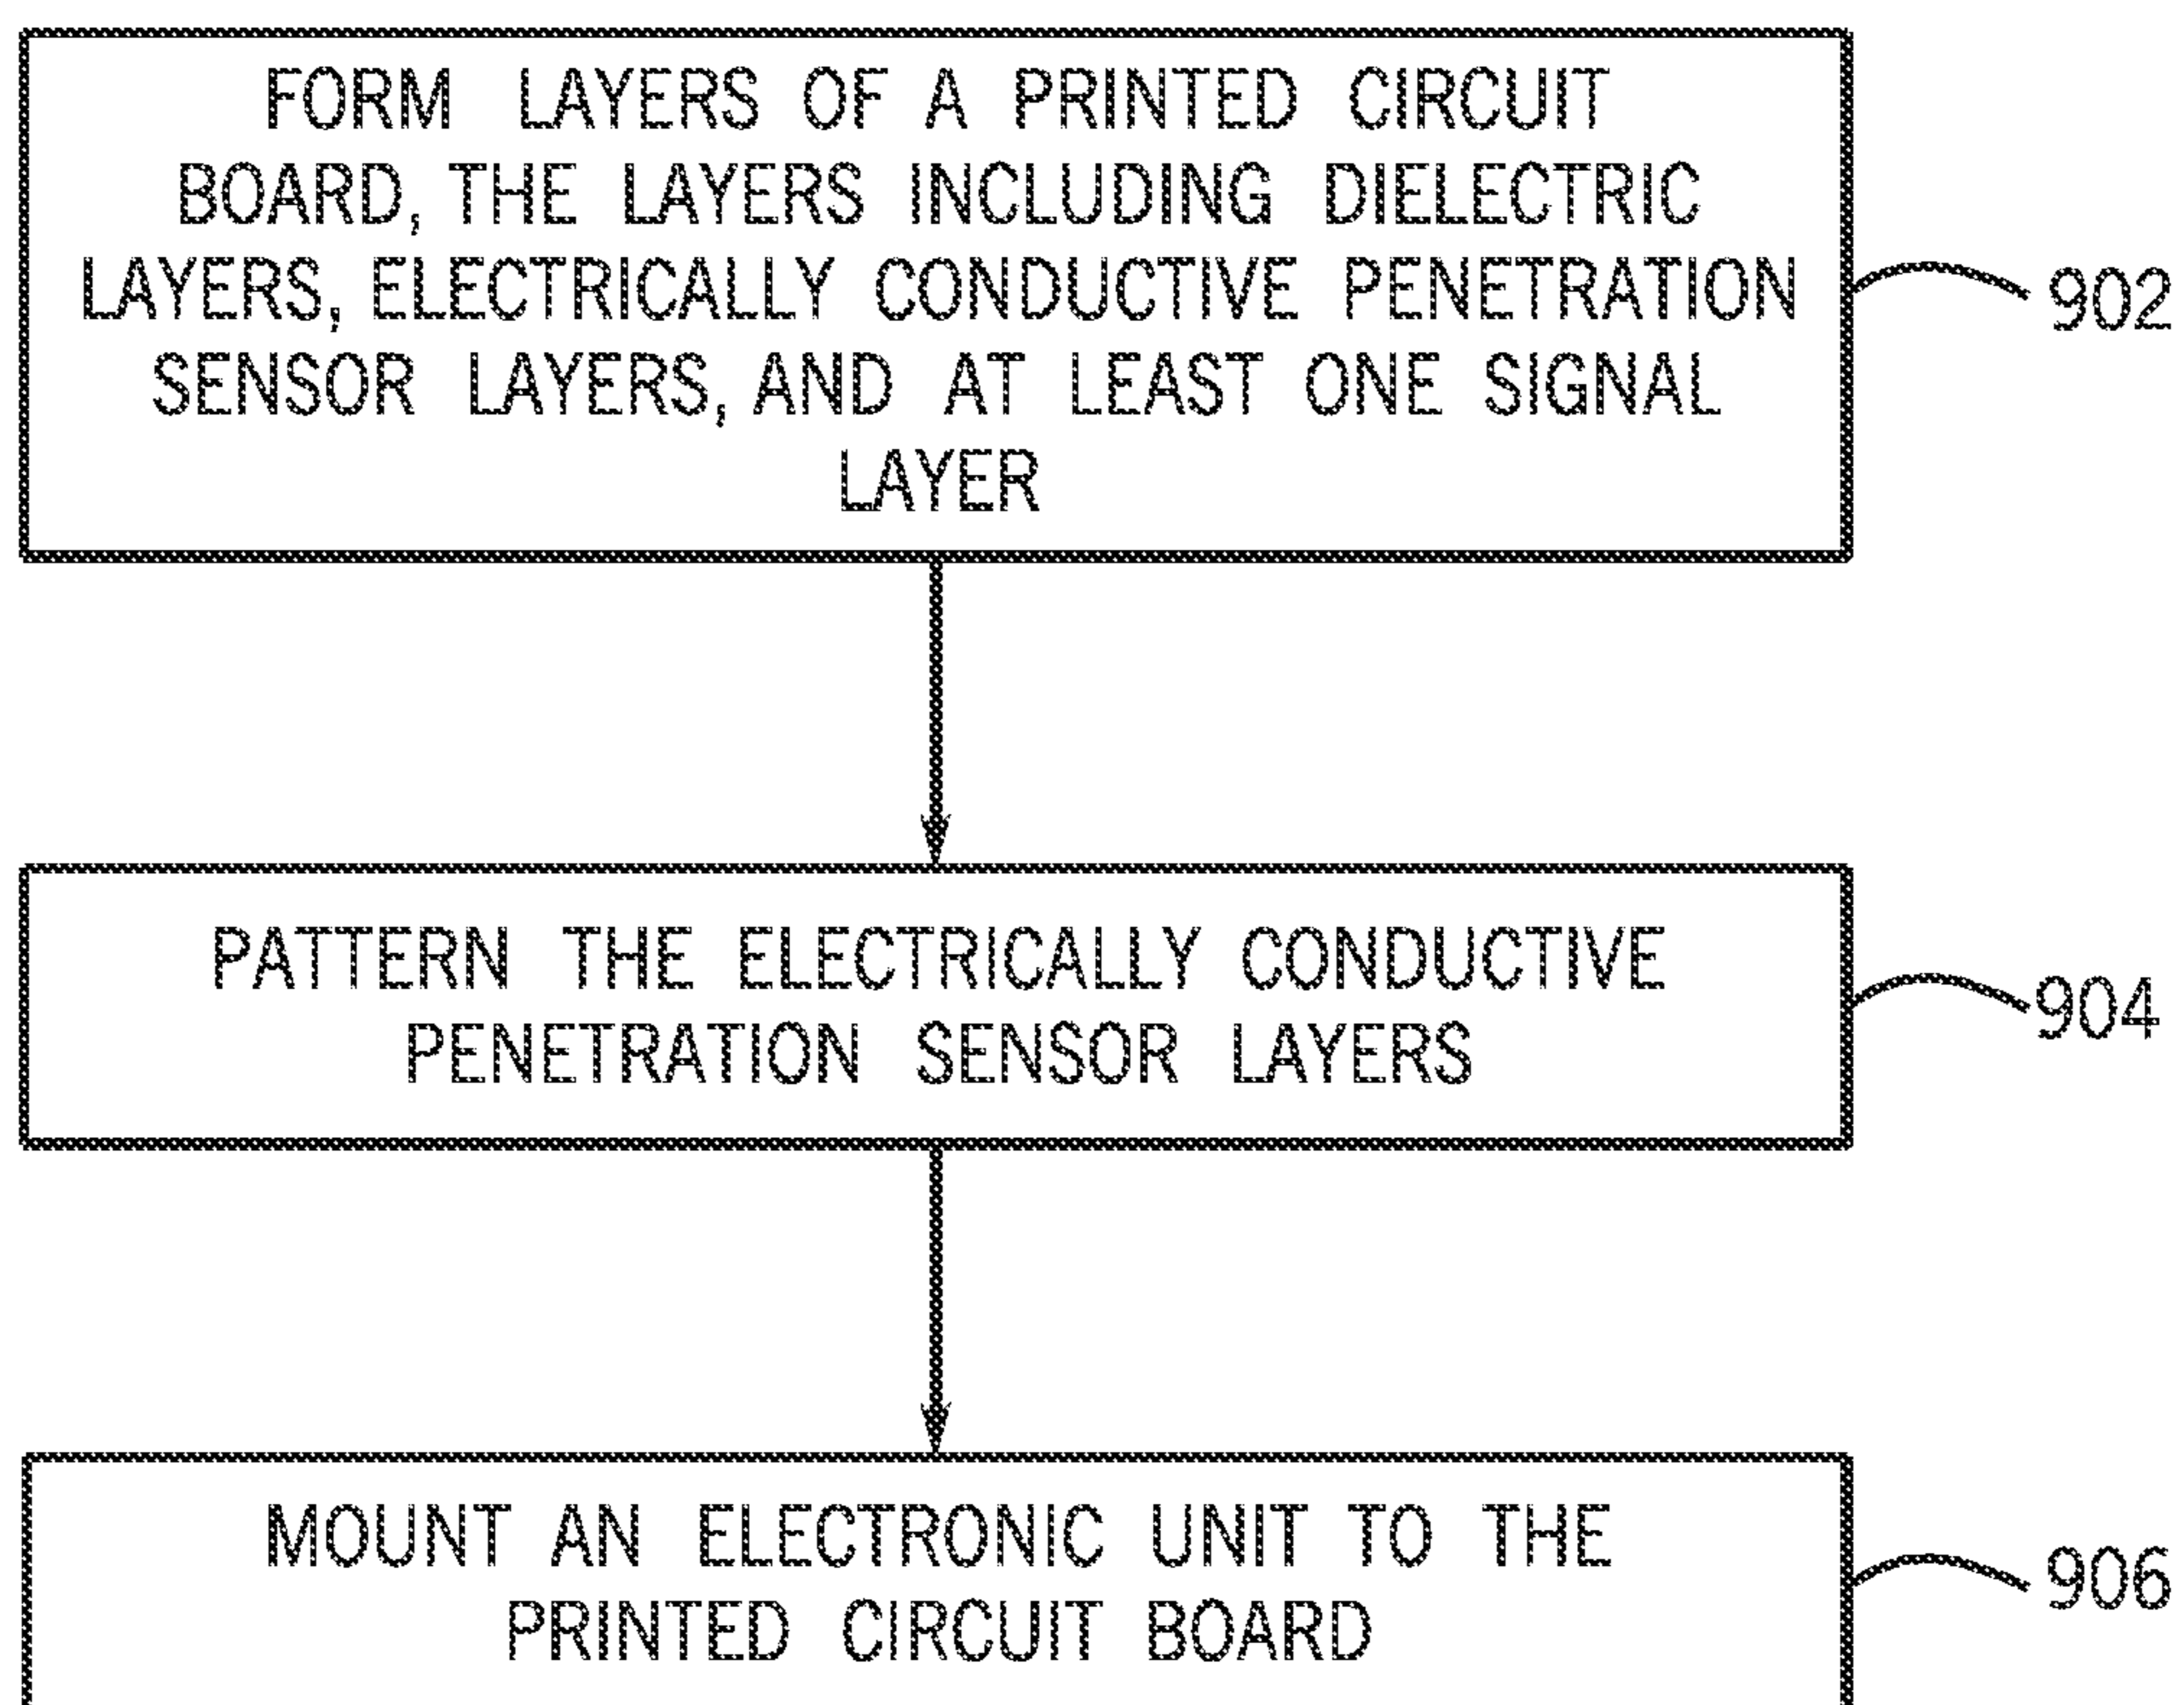 FORM LAYERS OF A PRINTED CIRCUIT
BOARD, THE LAYERS INCLUDING DIELECTRIC
LAYERS, ELECTRICALLY CONDUCTIVE PENETRATION
SENSOR LAYERS, AND AT LEAST ONE SIGNAL
LAYER
902
PATTERN THE ELECTRICALLY CONDUCTIVE
PENETRATION SENSOR LAYERS
904
MOUNT AN ELECTRONIC UNIT TO THE
PRINTED CIRCUIT BOARD
906